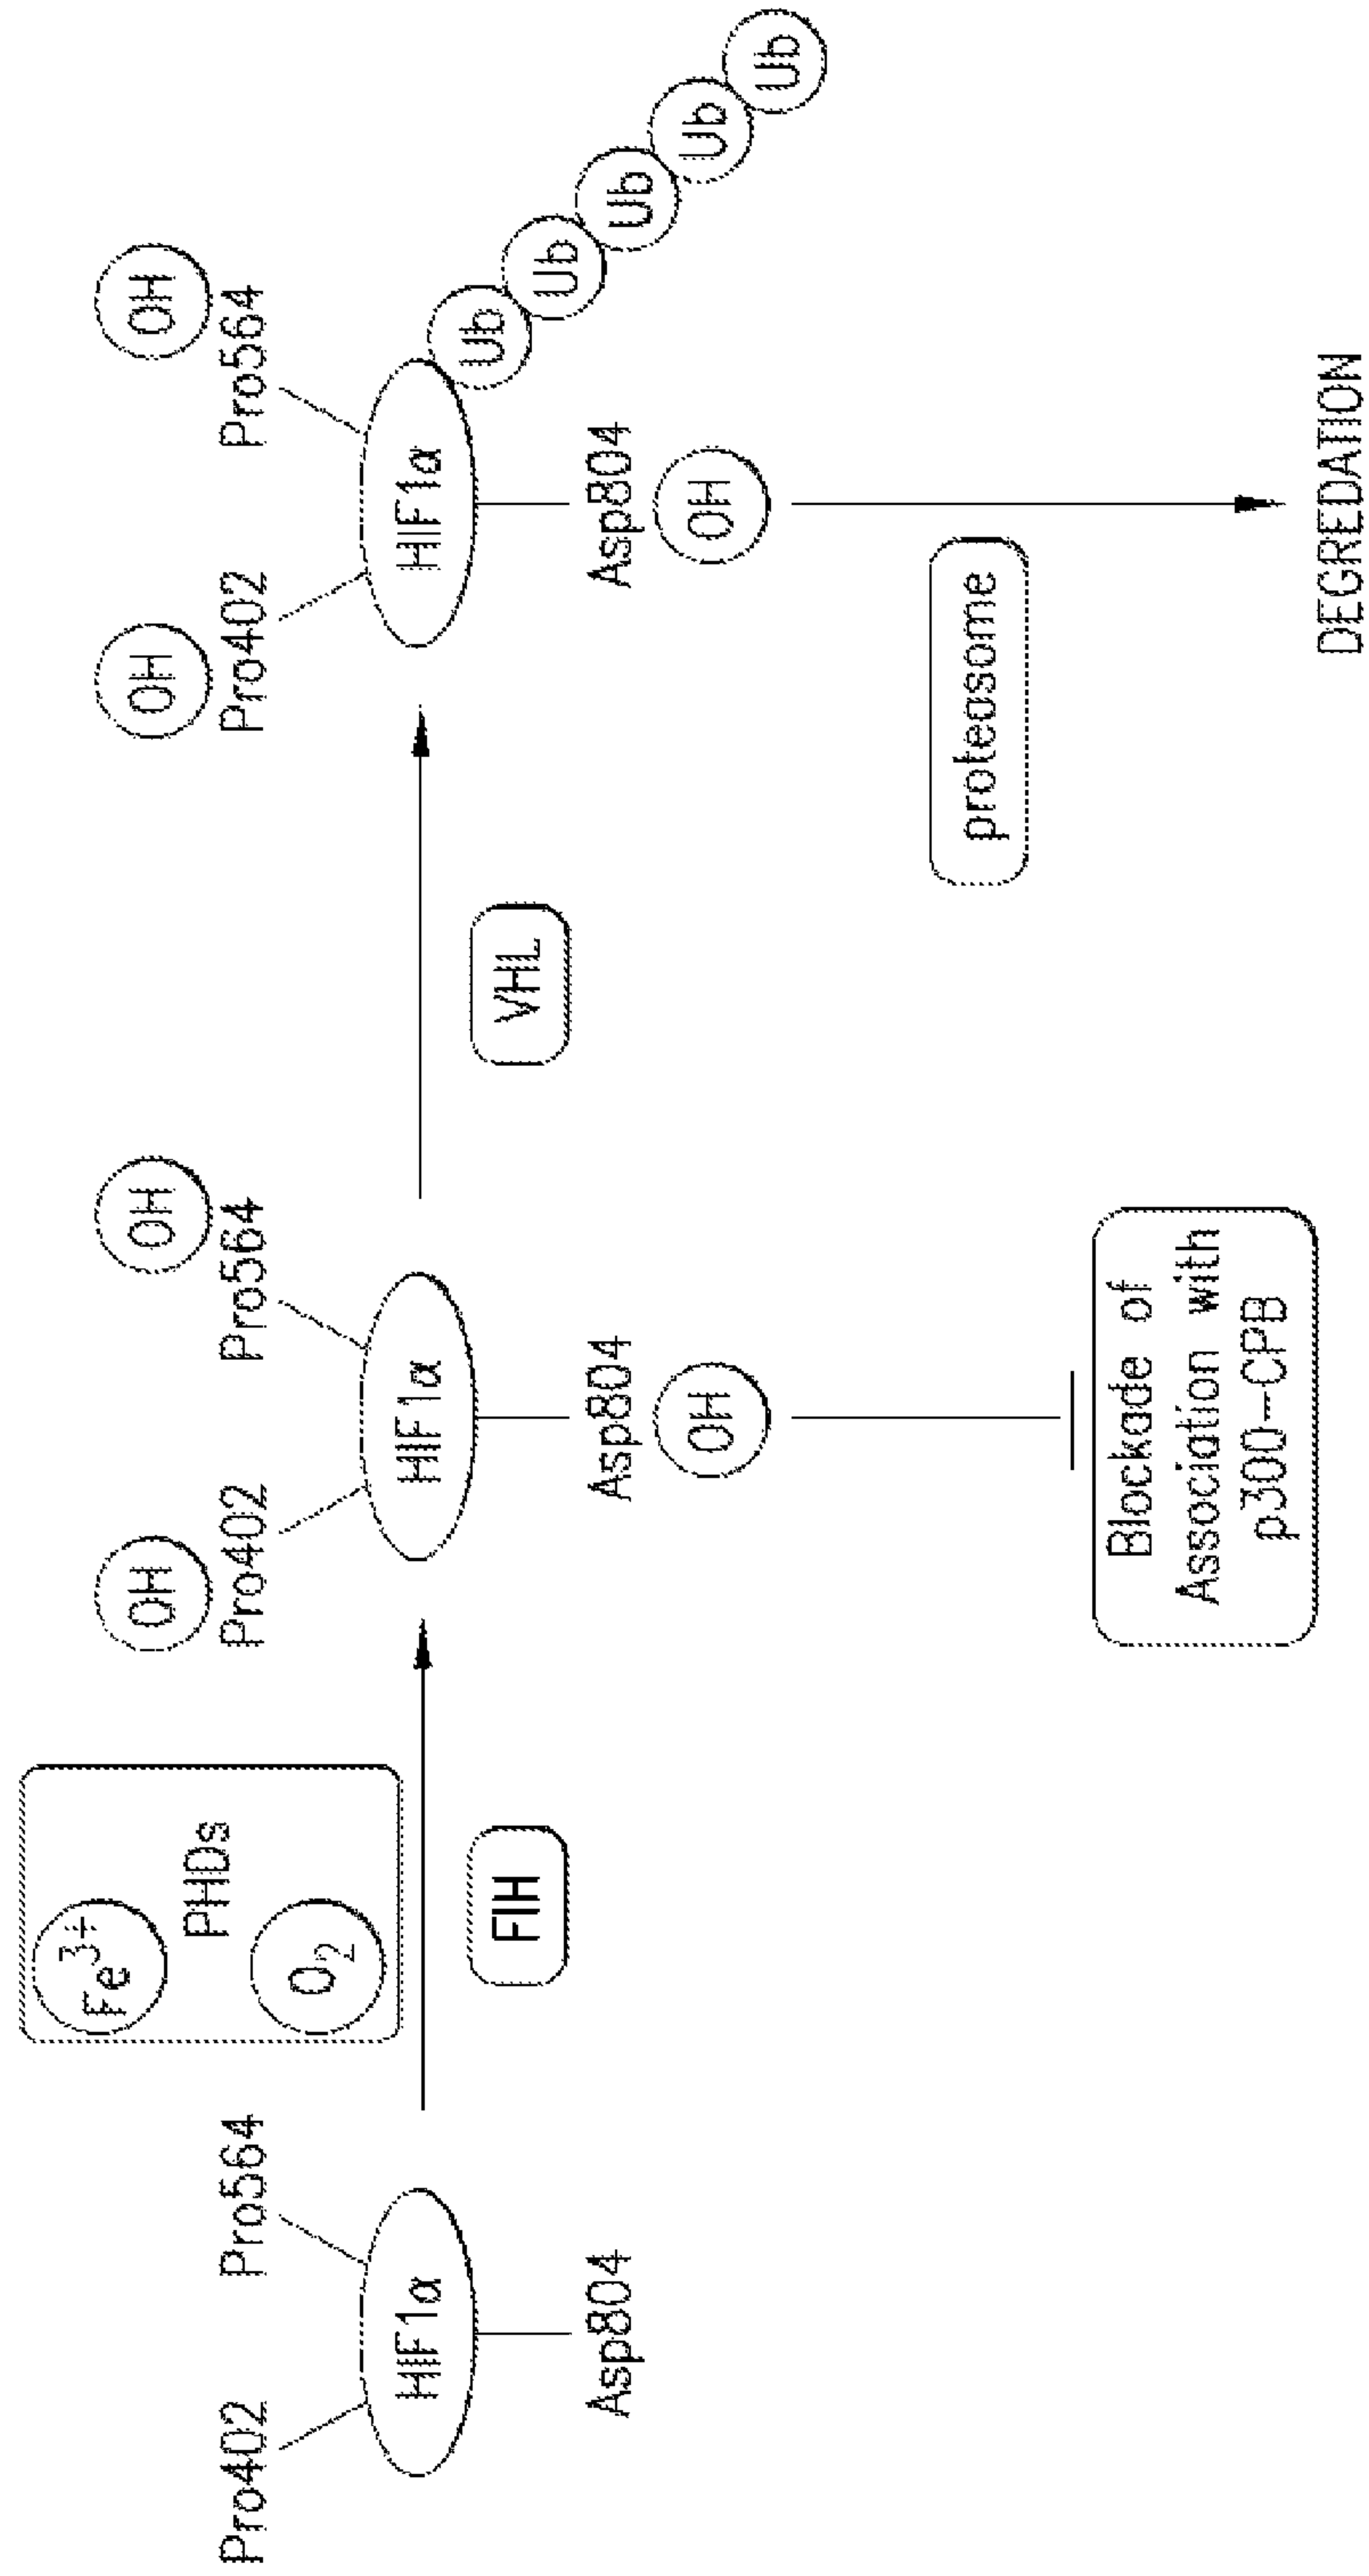 Pro402
Pro564
HIF1α
Asp804
Fe3+
PHDs
O2
FIH
OH
OH
Pro402
Pro564
HIF1α
Asp804
OH
Blockade of
Association with
p300-CPB
VHL
OH
OH
Pro402
Pro564
HIF1α
Ub
Ub
Ub
Ub
Ub
Asp804
OH
proteosome
DEGREDATION